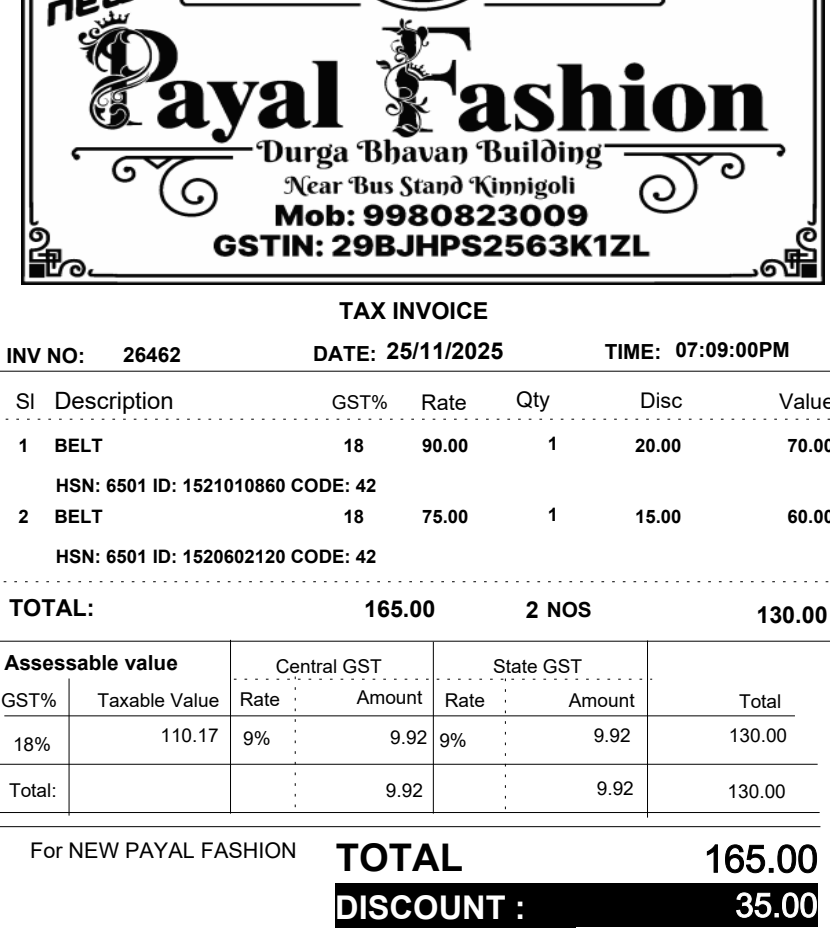 new
Payal Fashion
Durga Bhavan Building
Near Bus Stand Kinnigoli
Mob: 9980823009
GSTIN: 29BJHPS2563K1ZL
TAX INVOICE
INV NO: 26462 DATE: 25/11/2025 TIME: 07:09:00PM
Sl Description GST% Rate Qty Disc Value
1 BELT 18 90.00 1 20.00 70.00
HSN: 6501 ID: 1521010860 CODE: 42
2 BELT 18 75.00 1 15.00 60.00
HSN: 6501 ID: 1520602120 CODE: 42
TOTAL: 165.00 2 NOS 130.00
Assessable value Central GST State GST
GST% Taxable Value Rate Amount Rate Amount Total
18% 110.17 9% 9.92 9% 9.92 130.00
Total: 9.92 9.92 130.00
For NEW PAYAL FASHION TOTAL 165.00
DISCOUNT : 35.00